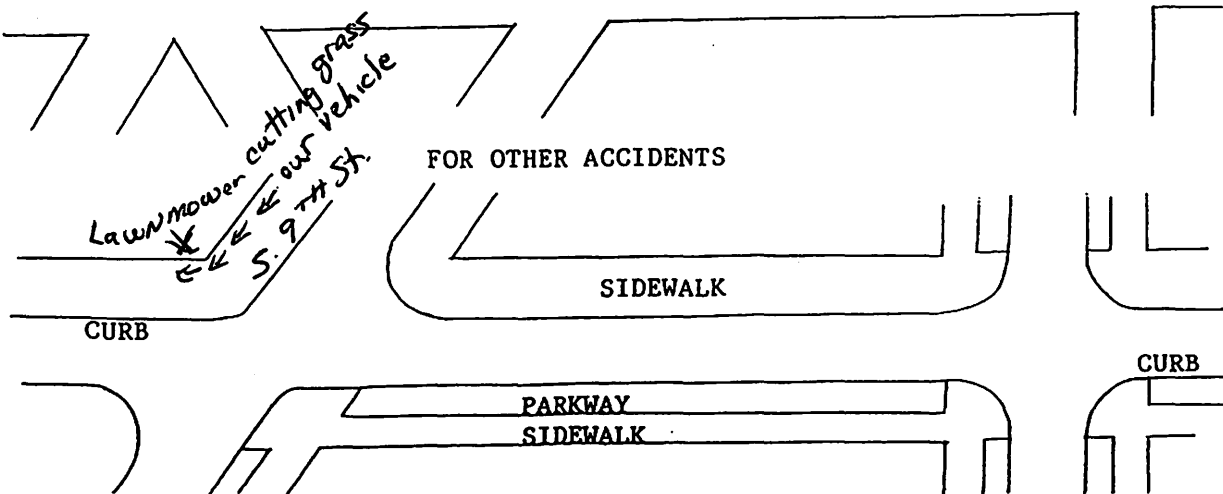 Lawnmower cutting grass
our vehicle
S. 9TH St.
FOR OTHER ACCIDENTS
SIDEWALK
CURB
CURB
PARKWAY
SIDEWALK